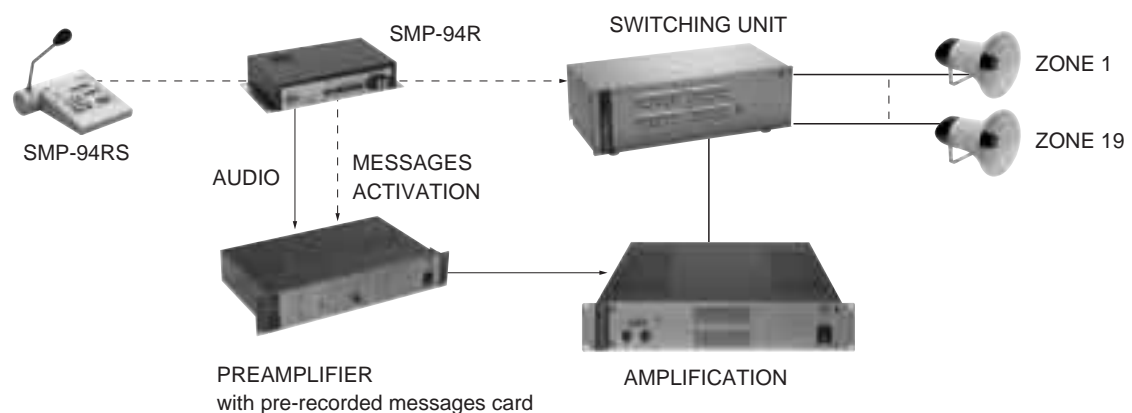 SMP-94R
SWITCHING UNIT
ZONE 1
SMP-94RS
ZONE 19
AUDIO
MESSAGES
ACTIVATION
PREAMPLIFIER
with pre-recorded messages card
AMPLIFICATION